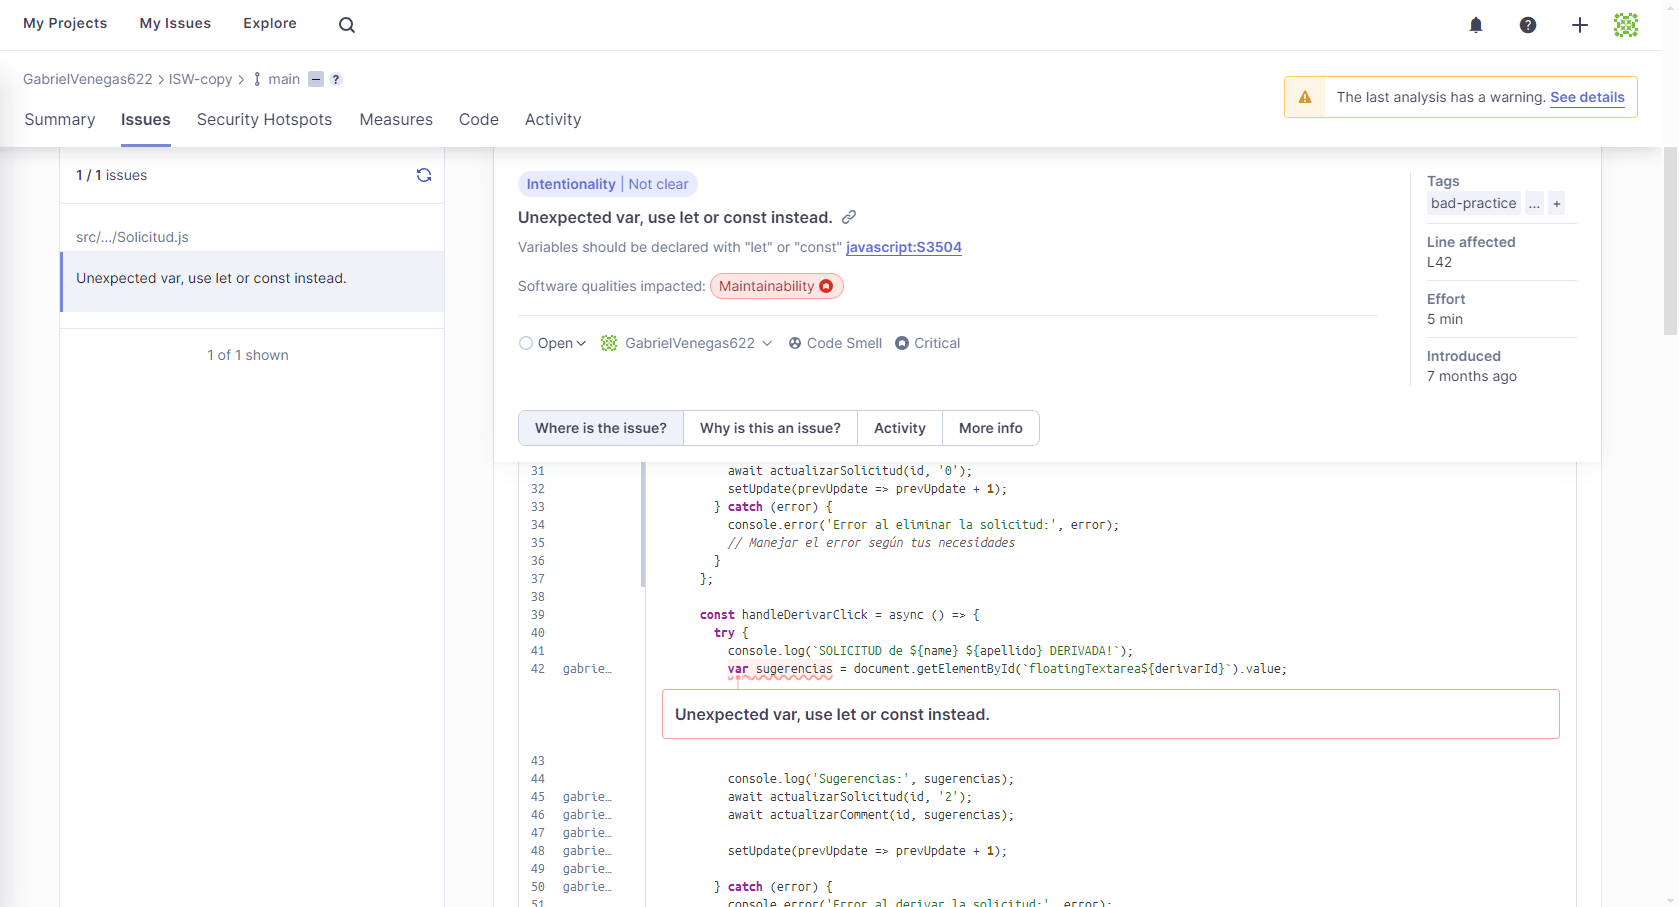 My Projects My Issues Explore
GabrielVenegas622 > ISW-copy > main ?
The last analysis has a warning. See details
Summary Issues Security Hotspots Measures Code Activity
1 / 1 issues
src/.../Solicitud.js
Unexpected var, use let or const instead.
1 of 1 shown
Intentionality | Not clear
Unexpected var, use let or const instead.
Variables should be declared with "let" or "const" javascript:S3504
Software qualities impacted: Maintainability
Open GabrielVenegas622 Code Smell Critical
Tags
bad-practice ... +
Line affected
L42
Effort
5 min
Introduced
7 months ago
Where is the issue? Why is this an issue? Activity More info
31 await actualizarSolicitud(id, '0');
32 setUpdate(prevUpdate => prevUpdate + 1);
33 } catch (error) {
34 console.error('Error al eliminar la solicitud:', error);
35 // Manejar el error según tus necesidades
36 }
37 };
38
39 const handleDerivarClick = async () => {
40 try {
41 console.log(`SOLICITUD de ${name} ${apellido} DERIVADA!`);
42 gabrie… var sugerencias = document.getElementById(`floatingTextarea${derivarId}`).value;
Unexpected var, use let or const instead.
43
44 console.log('Sugerencias:', sugerencias);
45 gabrie… await actualizarSolicitud(id, '2');
46 gabrie… await actualizarComment(id, sugerencias);
47 gabrie…
48 gabrie… setUpdate(prevUpdate => prevUpdate + 1);
49 gabrie…
50 gabrie… } catch (error) {
51 console.error('Error al derivar la solicitud:', error);